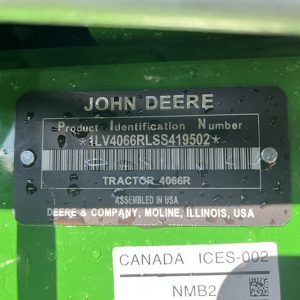 JOHN DEERE
Product Identification Number
*1LV4066RLSS419502*
TRACTOR 4066R
ASSEMBLED IN USA
DEERE & COMPANY, MOLINE, ILLINOIS, USA
CANADA ICES-002
NMB2